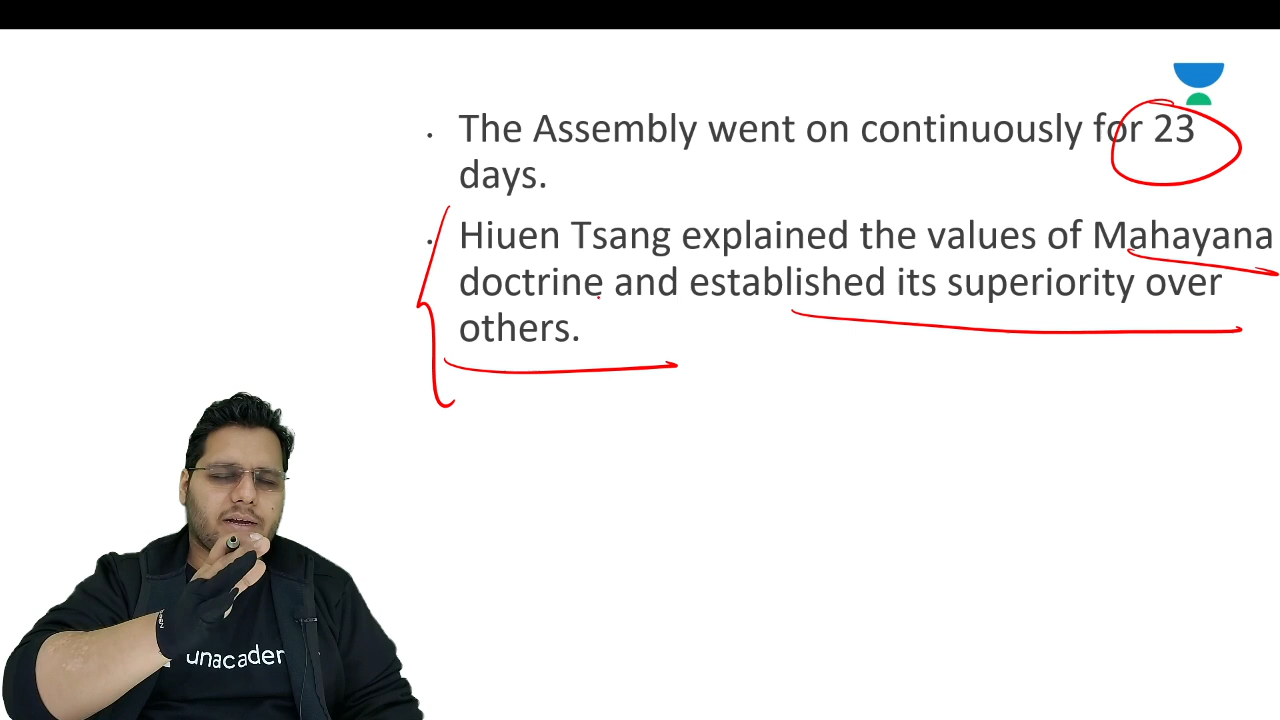 The Assembly went on continuously for 23
days.
Hiuen Tsang explained the values of Mahayana
doctrine and established its superiority over
others.
unacader